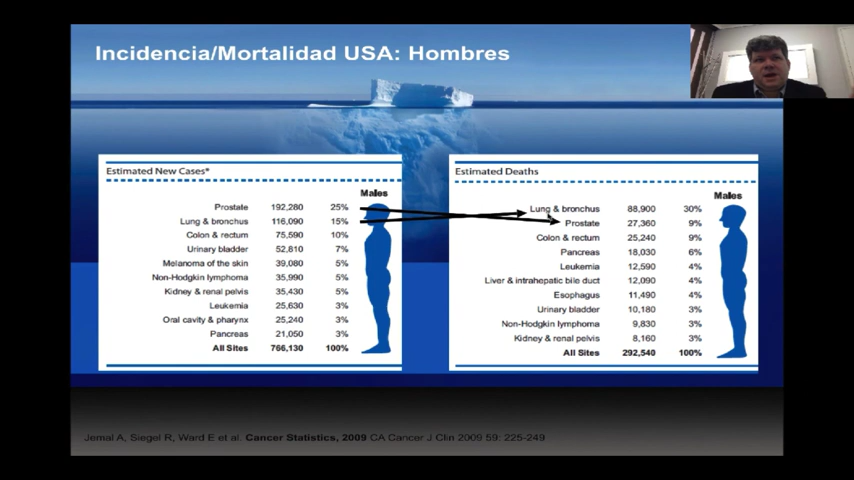 Incidencia/Mortalidad USA: Hombres
Estimated New Cases*
Males
Prostate 192,280 25%
Lung & bronchus 116,090 15%
Colon & rectum 75,590 10%
Urinary bladder 52,810 7%
Melanoma of the skin 39,080 5%
Non-Hodgkin lymphoma 35,990 5%
Kidney & renal pelvis 35,430 5%
Leukemia 25,630 3%
Oral cavity & pharynx 25,240 3%
Pancreas 21,050 3%
All Sites 766,130 100%
Estimated Deaths
Males
Lung & bronchus 88,900 30%
Prostate 27,360 9%
Colon & rectum 25,240 9%
Pancreas 18,030 6%
Leukemia 12,590 4%
Liver & intrahepatic bile duct 12,090 4%
Esophagus 11,490 4%
Urinary bladder 10,180 3%
Non-Hodgkin lymphoma 9,830 3%
Kidney & renal pelvis 8,160 3%
All Sites 292,540 100%
Jemal A, Siegel R, Ward E et al. Cancer Statistics, 2009 CA Cancer J Clin 2009 59: 225-249